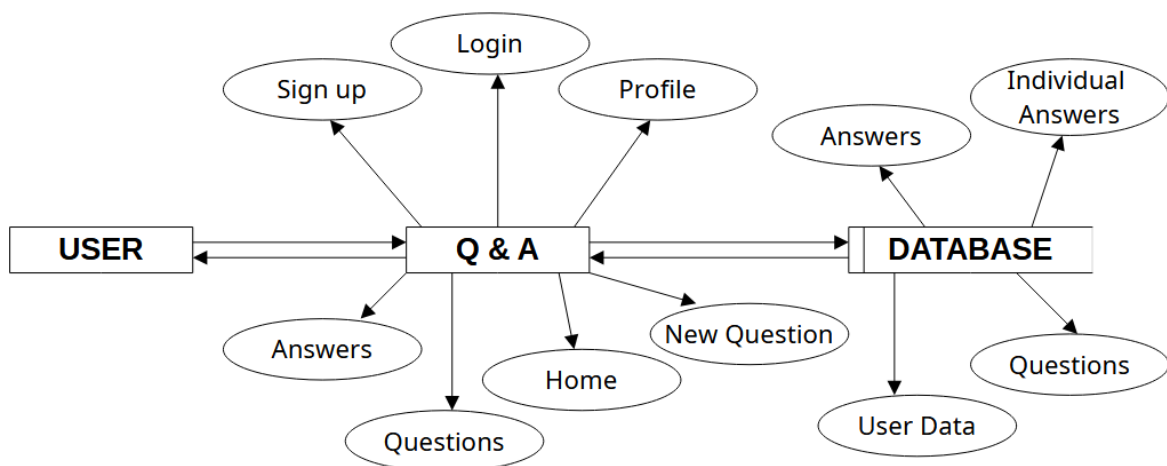 Login
Sign up
Profile
Individual
Answers
Answers
USER
Q & A
DATABASE
New Question
Answers
Home
Questions
Questions
User Data